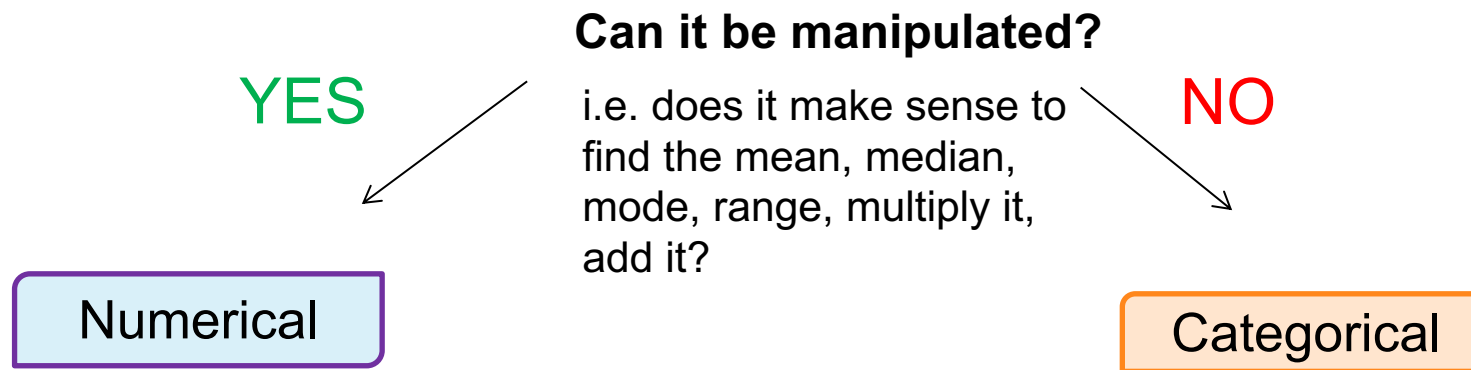 Can it be manipulated?
YES
i.e. does it make sense to
find the mean, median,
mode, range, multiply it,
add it?
NO
Numerical
Categorical